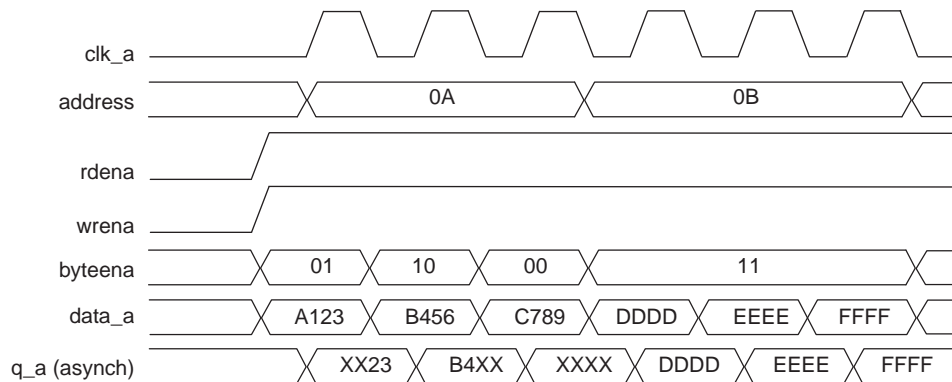 clk_a
address 0A 0B
rdena
wrena
byteena 01 10 00 11
data_a A123 B456 C789 DDDD EEEE FFFF
q_a (asynch) XX23 B4XX XXXX DDDD EEEE FFFF